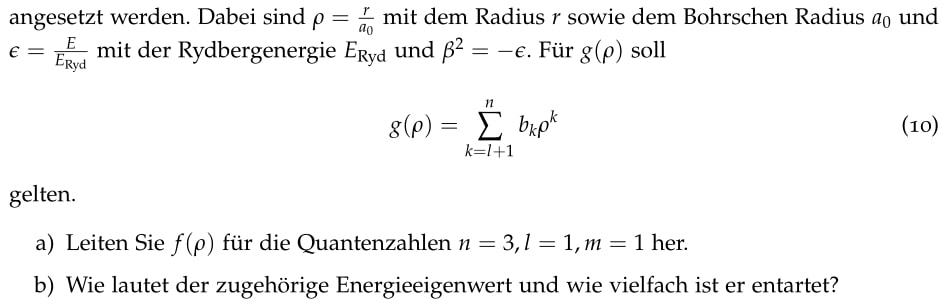 angesetzt werden. Dabei sind ρ = r/a₀ mit dem Radius r sowie dem Bohrschen Radius a₀ und
ϵ = E/E_Ryd mit der Rydbergenergie E_Ryd und β² = −ϵ. Für g(ρ) soll
g(ρ) = ∑_{k=l+1}^{n} b_k ρ^k (10)
gelten.
a) Leiten Sie f(ρ) für die Quantenzahlen n = 3, l = 1, m = 1 her.
b) Wie lautet der zugehörige Energieeigenwert und wie vielfach ist er entartet?